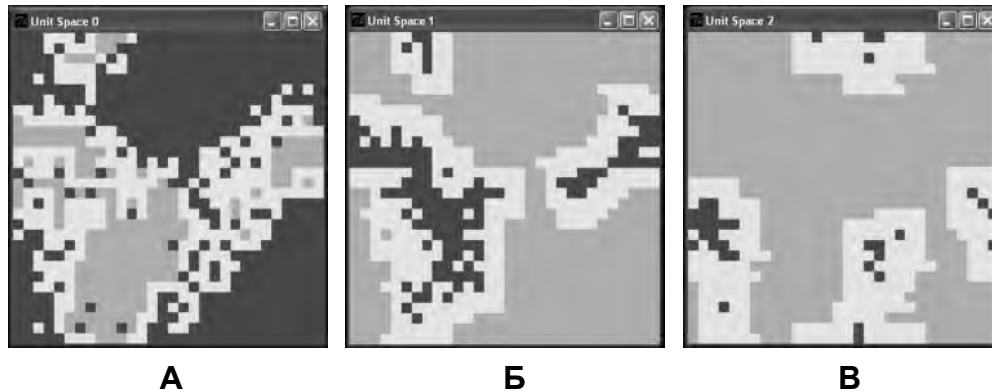 Unit Space 0
Unit Space 1
Unit Space 2
А
Б
В